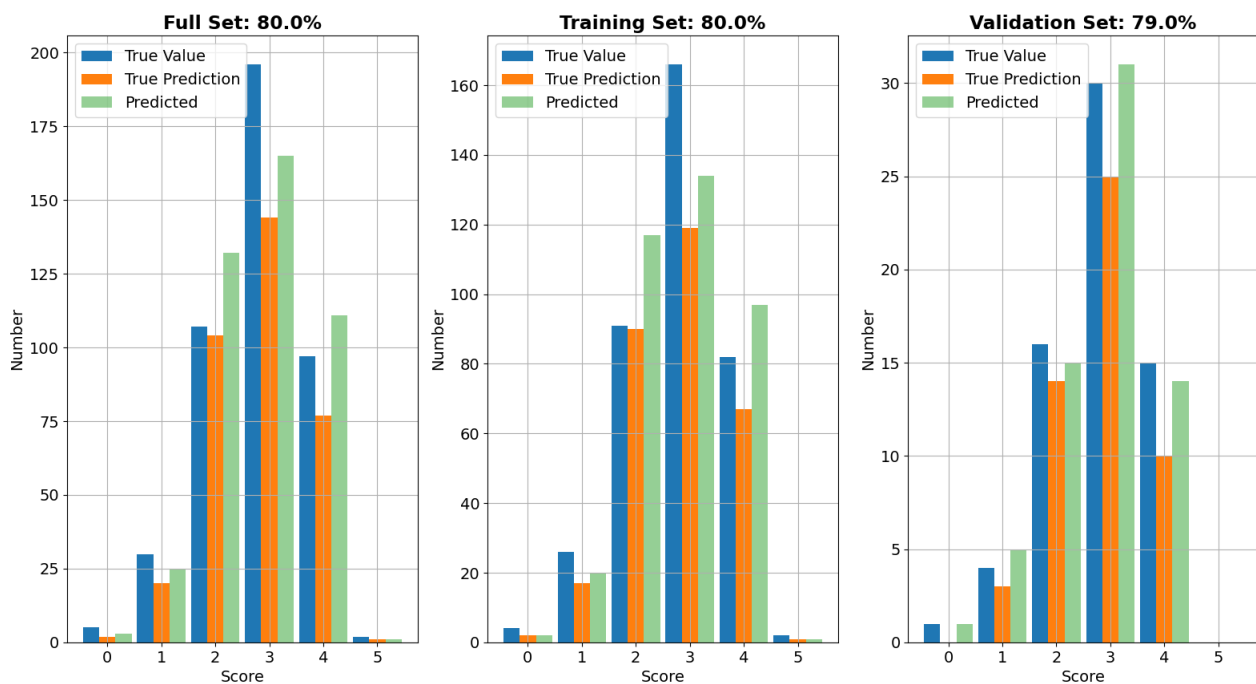 Full Set: 80.0%
True Value
True Prediction
Predicted
200
175
150
125
100
75
50
25
0
Number
0 1 2 3 4 5
Score
Training Set: 80.0%
True Value
True Prediction
Predicted
160
140
120
100
80
60
40
20
0
Number
0 1 2 3 4 5
Score
Validation Set: 79.0%
True Value
True Prediction
Predicted
30
25
20
15
10
5
0
Number
0 1 2 3 4 5
Score